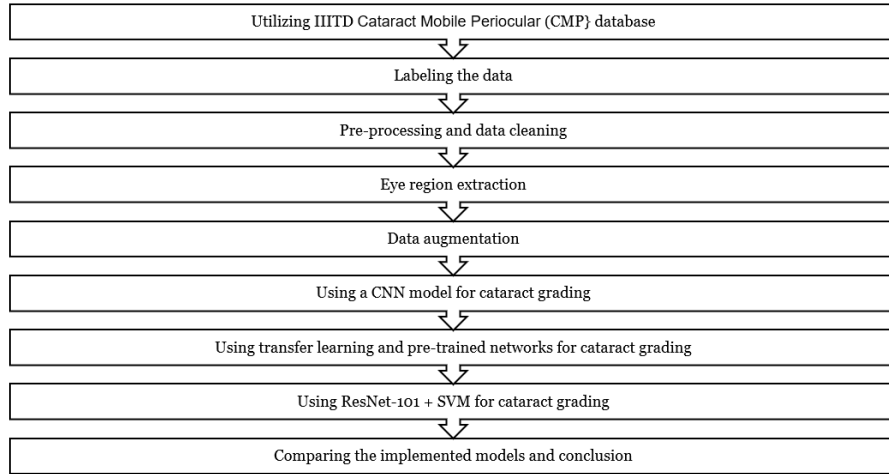 Utilizing IIITD Cataract Mobile Periocular (CMP} database
Labeling the data
Pre-processing and data cleaning
Eye region extraction
Data augmentation
Using a CNN model for cataract grading
Using transfer learning and pre-trained networks for cataract grading
Using ResNet-101 + SVM for cataract grading
Comparing the implemented models and conclusion